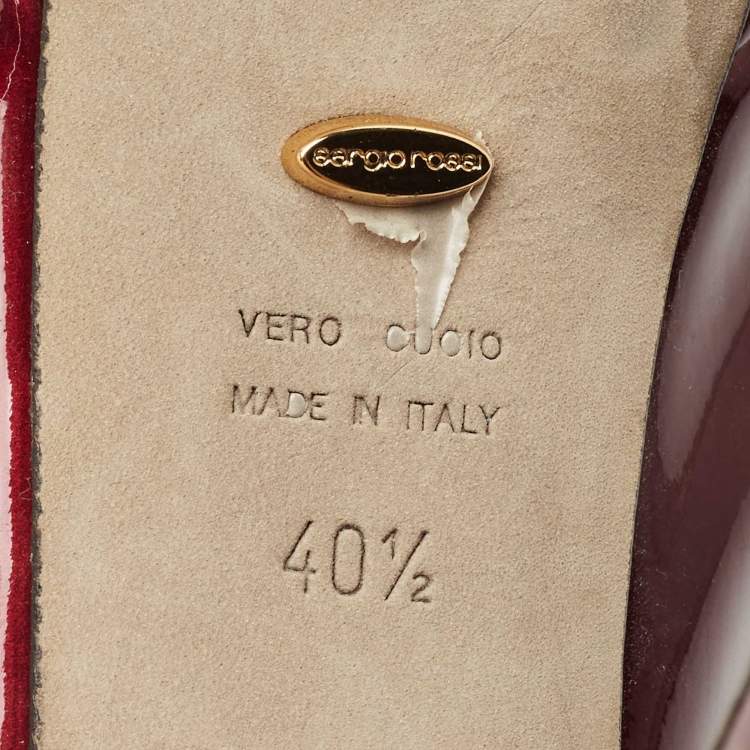 sergio rossi
VERO CUOIO
MADE IN ITALY
40½